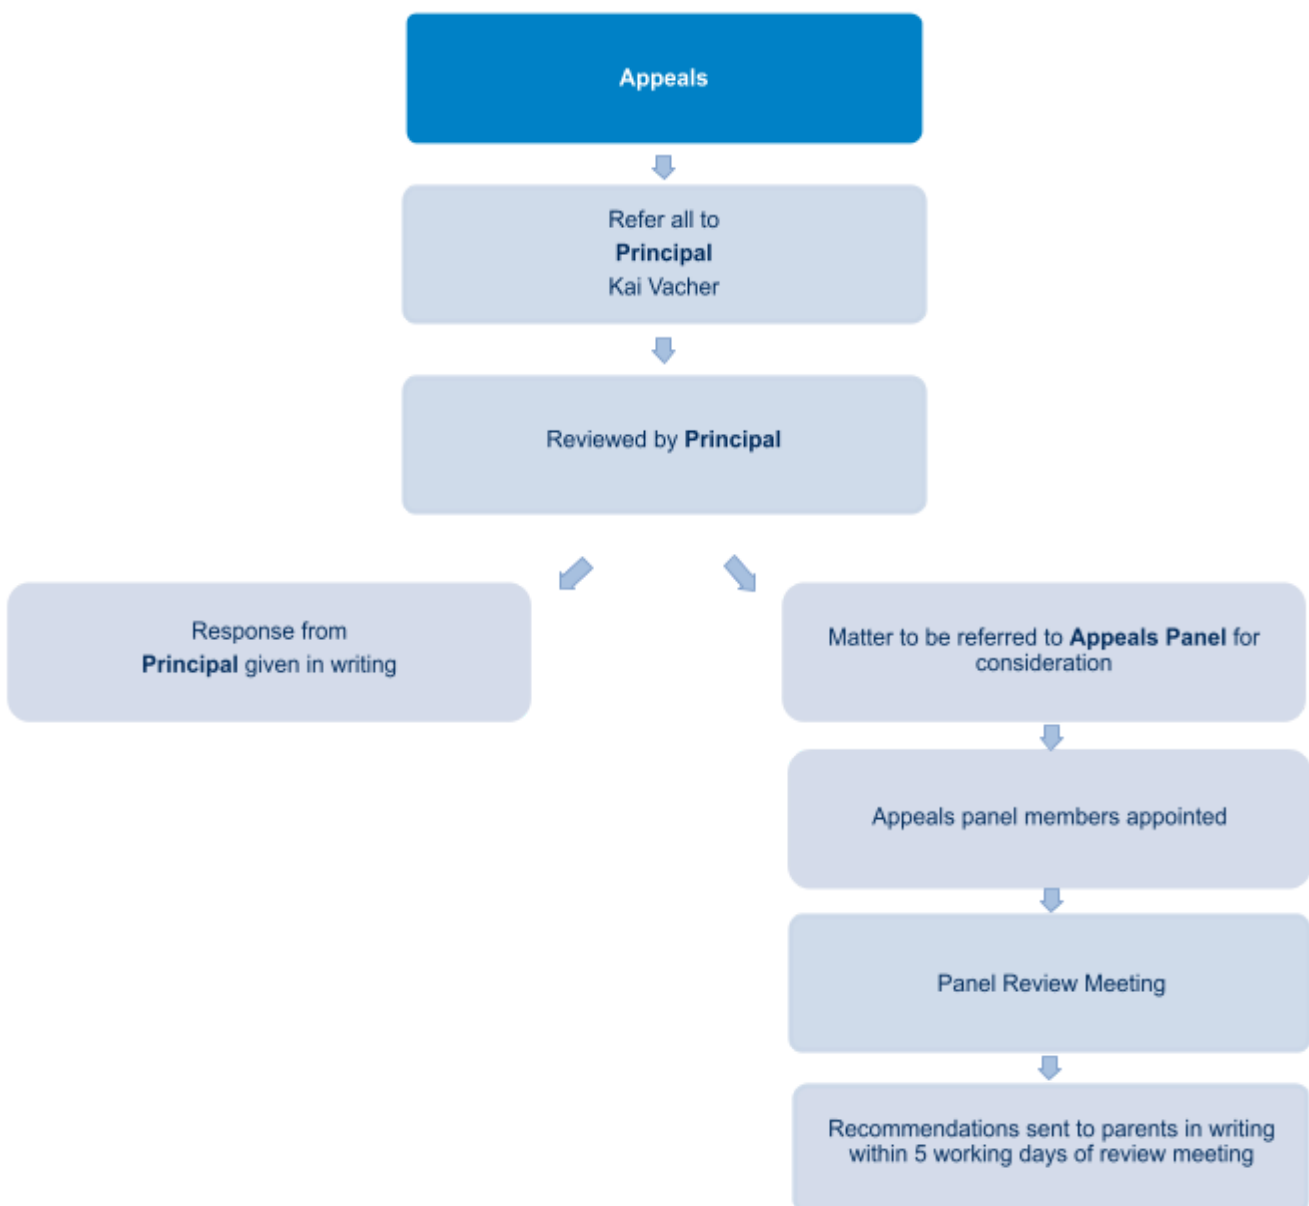 Appeals
Refer all to
Principal
Kai Vacher
Reviewed by Principal
Response from
Principal given in writing
Matter to be referred to Appeals Panel for
consideration
Appeals panel members appointed
Panel Review Meeting
Recommendations sent to parents in writing
within 5 working days of review meeting